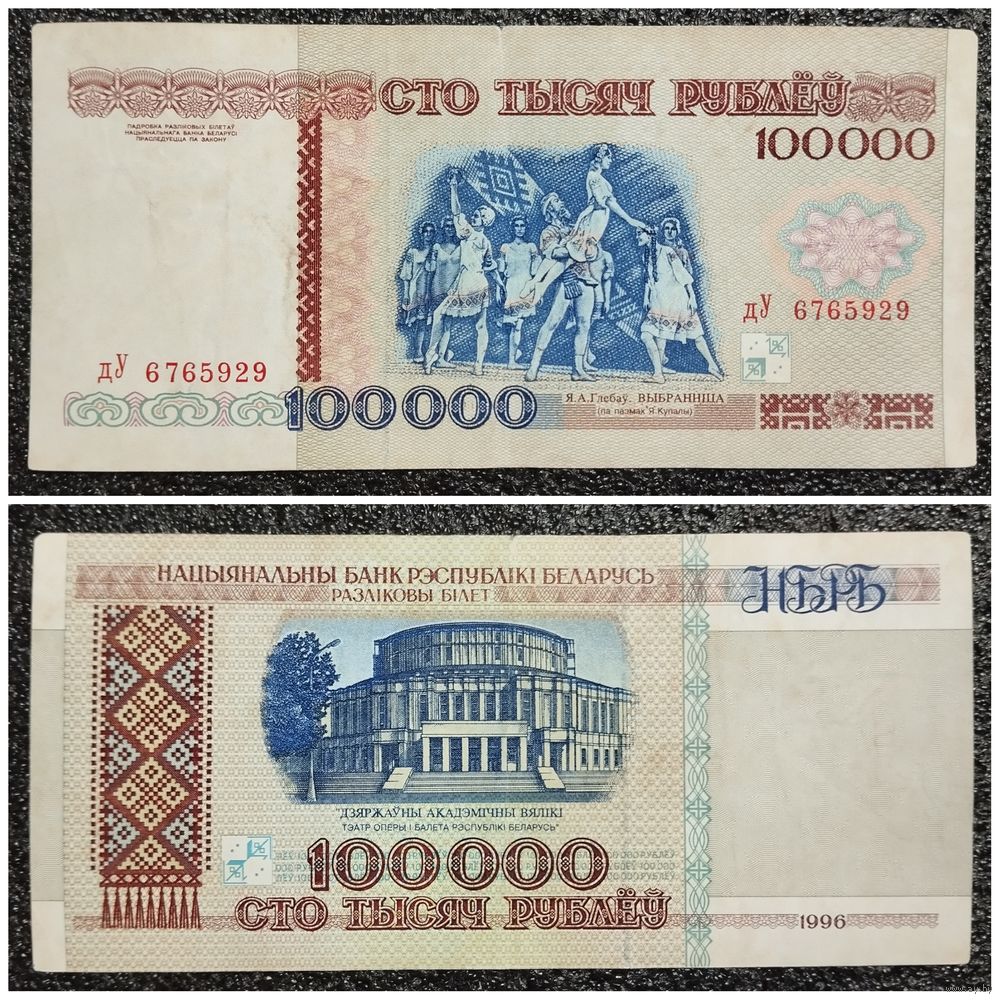 СТО ТЫСЯЧ РУБЛЁЎ
100000
ПАДРОБКА РАЗЛІКОВЫХ БІЛЕТАЎ
НАЦЫЯНАЛЬНАГА БАНКА БЕЛАРУСІ
ПРАСЛЕДУЕЦЦА ПА ЗАКОНУ
дУ 6765929
дУ 6765929
100000
Я.А.Глебаў. ВЫБРАННІЦА
(па паэмах Я.Купалы)
НАЦЫЯНАЛЬНЫ БАНК РЭСПУБЛІКІ БЕЛАРУСЬ
РАЗЛІКОВЫ БІЛЕТ
НБРБ
"ДЗЯРЖАЎНЫ АКАДЭМІЧНЫ ВЯЛІКІ
ТЭАТР ОПЕРЫ І БАЛЕТА РЭСПУБЛІКІ БЕЛАРУСЬ"
100000
СТО ТЫСЯЧ РУБЛЁЎ
1996